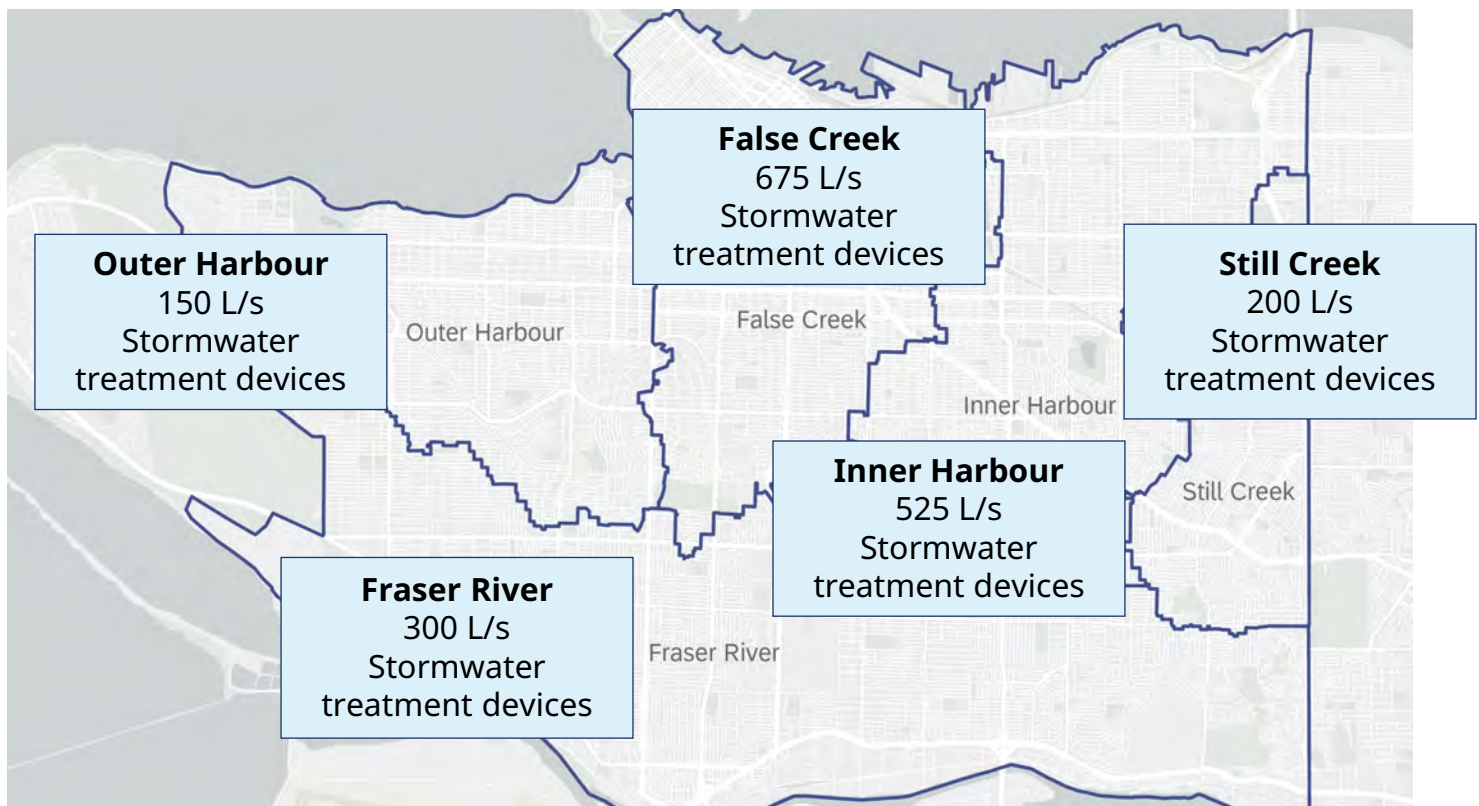 False Creek
675 L/s
Stormwater
treatment devices
Outer Harbour
150 L/s
Stormwater
treatment devices
Still Creek
200 L/s
Stormwater
treatment devices
Outer Harbour
False Creek
Inner Harbour
Inner Harbour
525 L/s
Stormwater
treatment devices
Still Creek
Fraser River
300 L/s
Stormwater
treatment devices
Fraser River